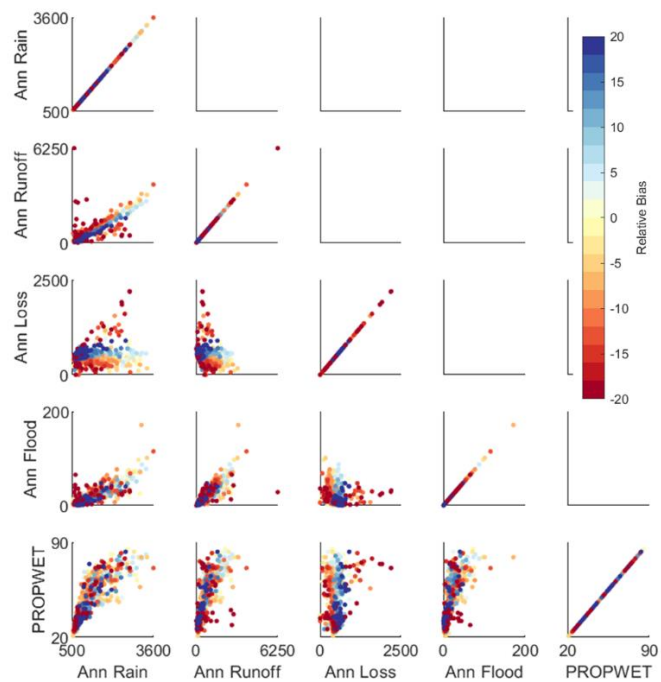 3600
Ann Rain
500
6250
Ann Runoff
0
2500
Ann Loss
0
200
Ann Flood
0
90
PROPWET
20
500 3600 0 6250 0 2500 0 200 20 90
Ann Rain Ann Runoff Ann Loss Ann Flood PROPWET
20
15
10
5
0
-5
-10
-15
-20
Relative Bias